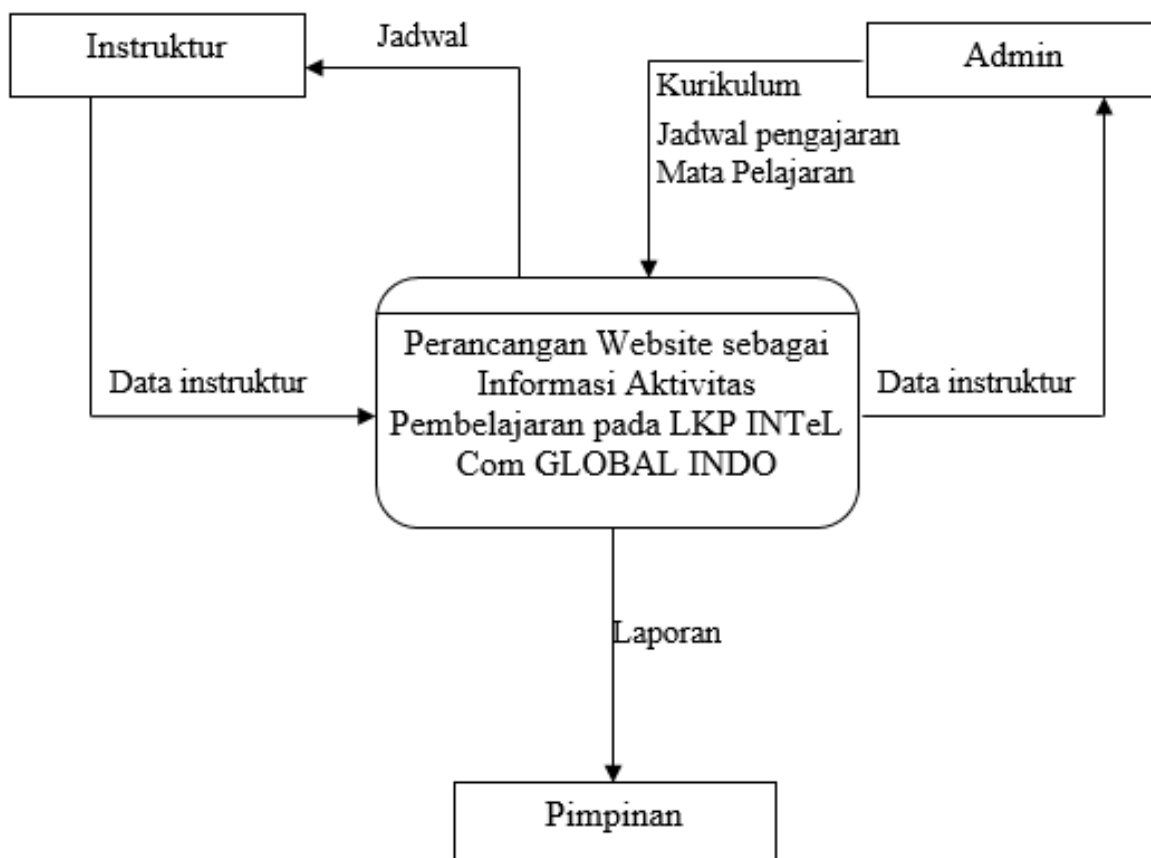 Instruktur
Jadwal
Admin
Kurikulum
Jadwal pengajaran
Mata Pelajaran
Perancangan Website sebagai
Informasi Aktivitas
Pembelajaran pada LKP INTeL
Com GLOBAL INDO
Data instruktur
Data instruktur
Laporan
Pimpinan